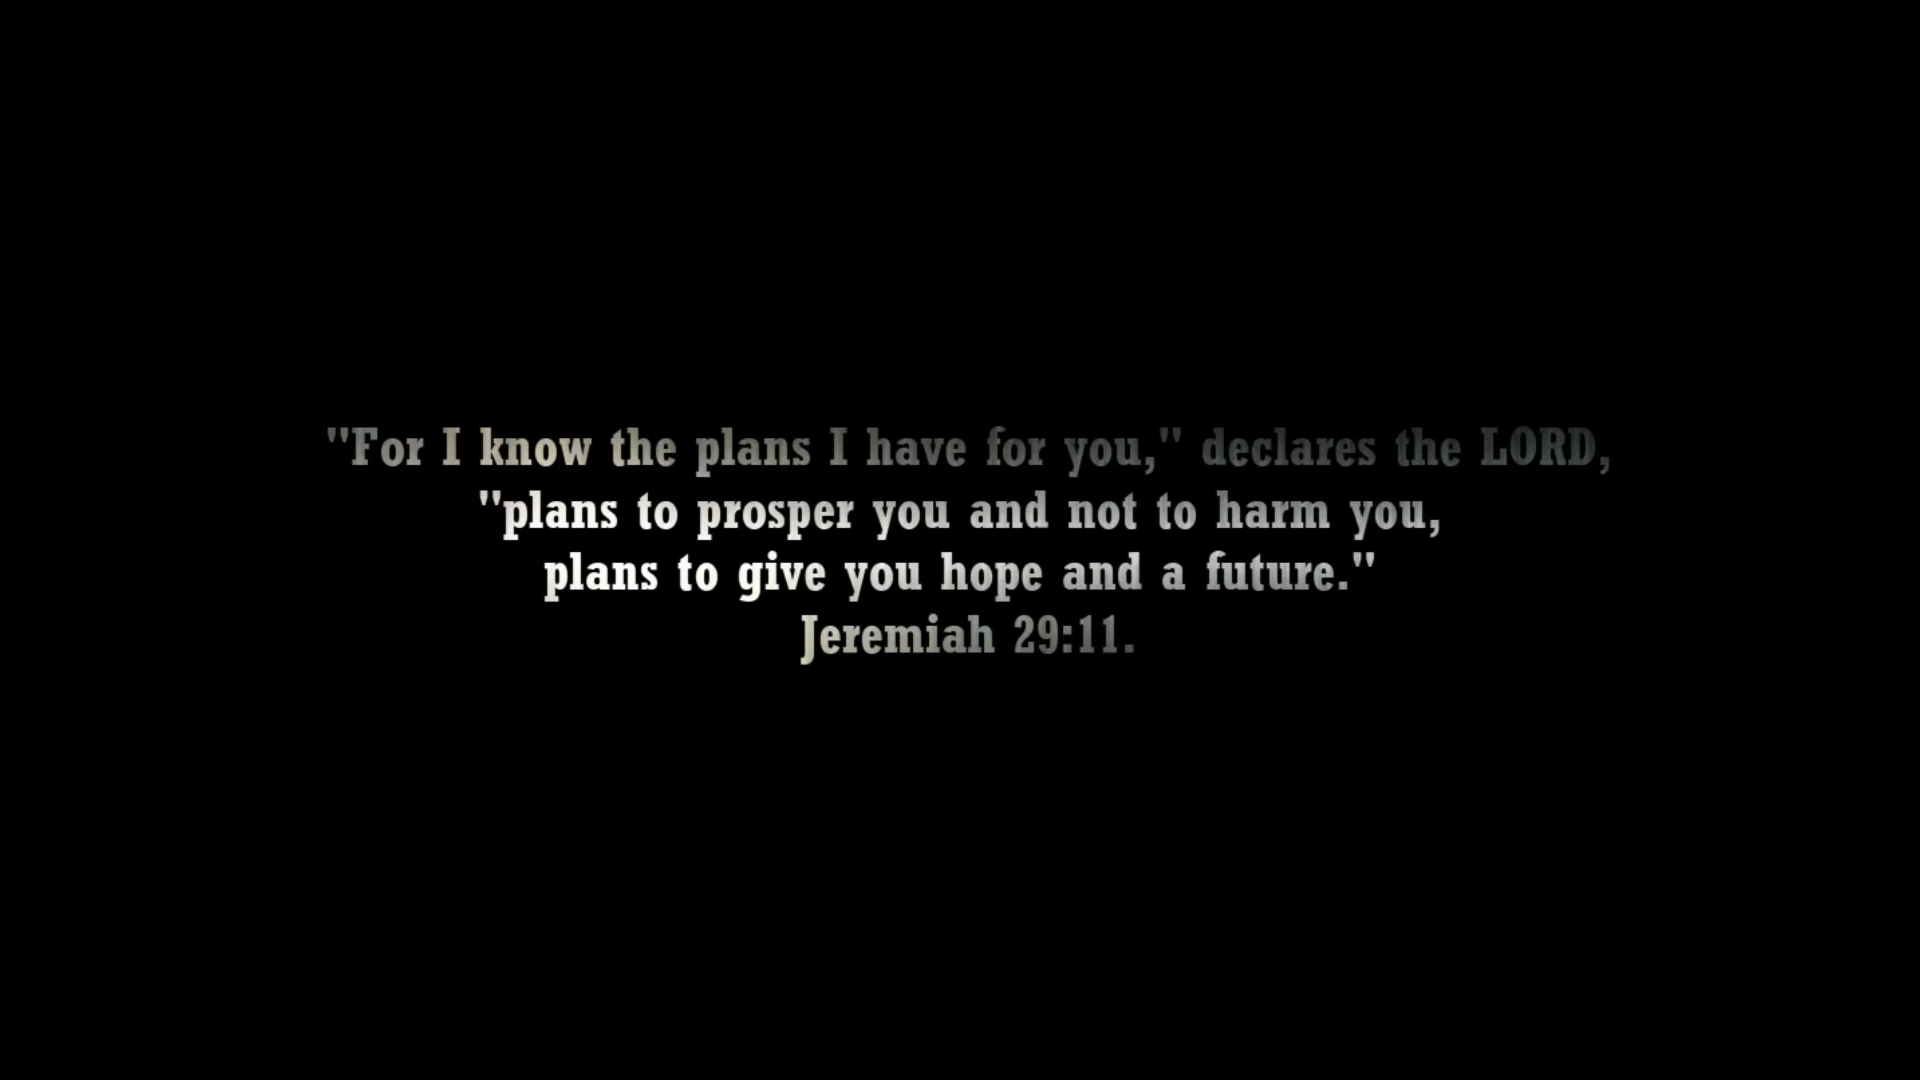 "For I know the plans I have for you," declares the LORD,
"plans to prosper you and not to harm you,
plans to give you hope and a future."
Jeremiah 29:11.